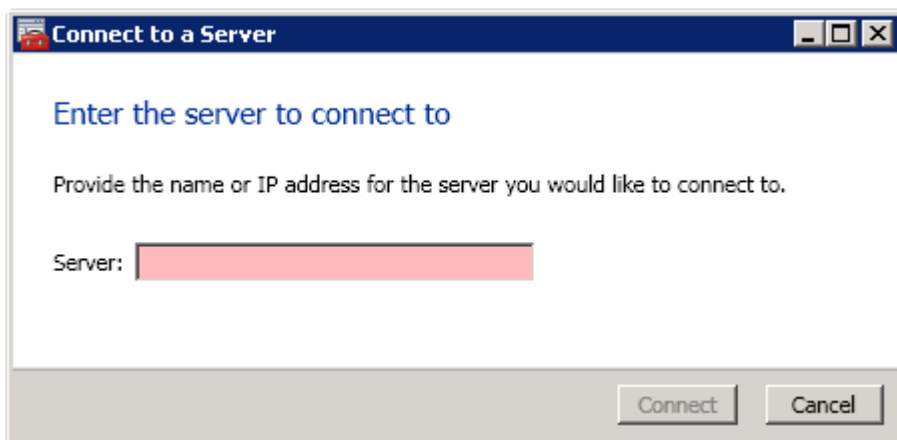 Connect to a Server
Enter the server to connect to
Provide the name or IP address for the server you would like to connect to.
Server:
Connect Cancel